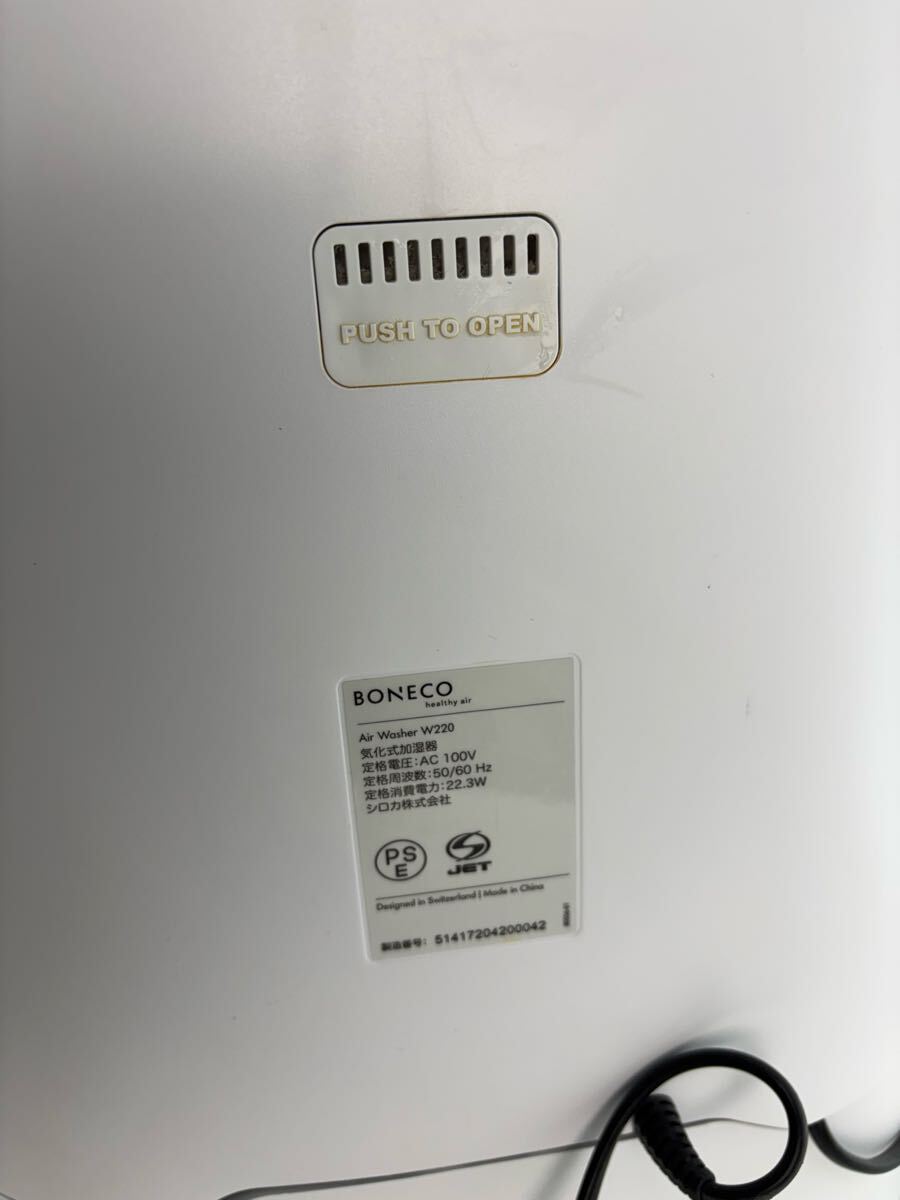 PUSH TO OPEN
BONECO
healthy air
Air Washer W220
気化式加湿器
定格電圧:AC 100V
定格周波数:50/60 Hz
定格消費電力:22.3W
シロカ株式会社
PS
E
JET
Designed in Switzerland | Made in China
製造番号: 51417204200042